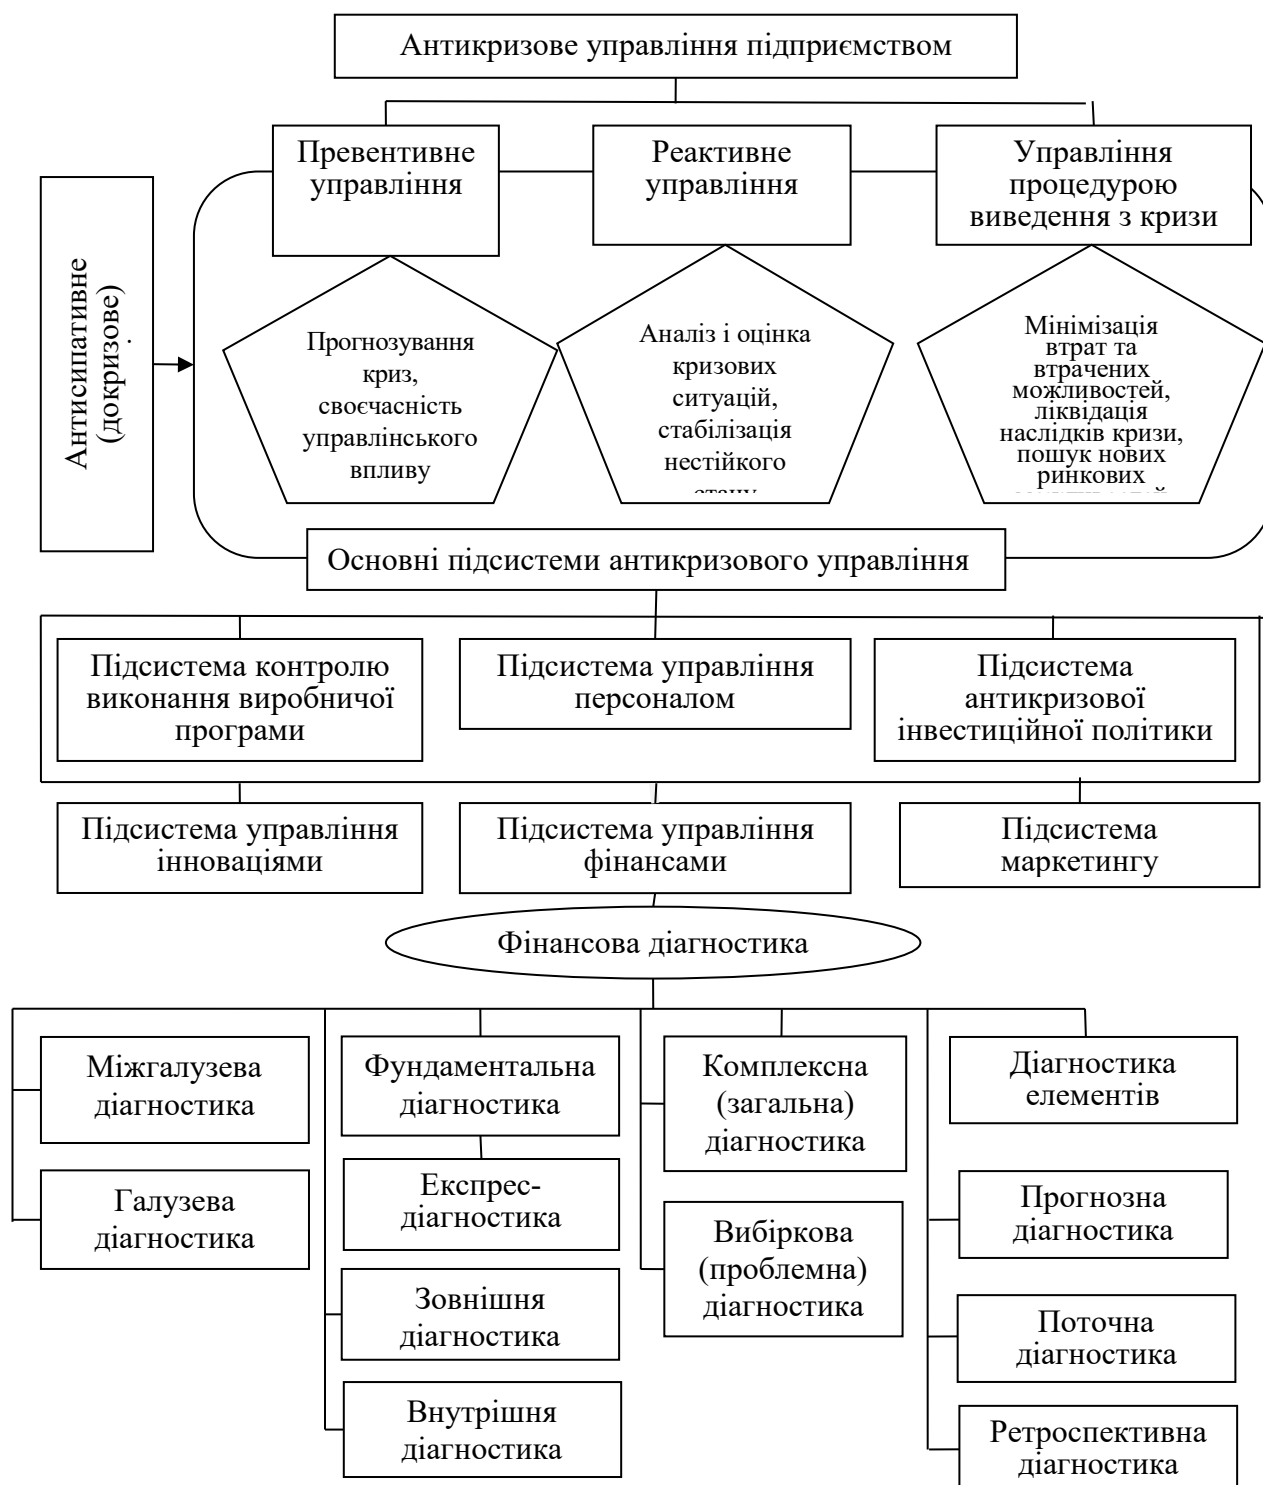 Антикризове управління підприємством
Превентивне
управління
Реактивне
управління
Управління
процедурою
виведення з кризи
Антисипативне
(докризове)
Прогнозування
криз,
своєчасність
управлінського
впливу
Аналіз і оцінка
кризових
ситуацій,
стабілізація
нестійкого
Мінімізація
втрат та
втрачених
можливостей,
ліквідація
наслідків кризи,
пошук нових
ринкових
Основні підсистеми антикризового управління
Підсистема контролю
виконання виробничої
програми
Підсистема управління
персоналом
Підсистема
антикризової
інвестиційної політики
Підсистема управління
інноваціями
Підсистема управління
фінансами
Підсистема
маркетингу
Фінансова діагностика
Міжгалузева
діагностика
Фундаментальна
діагностика
Комплексна
(загальна)
діагностика
Діагностика
елементів
Галузева
діагностика
Експрес-
діагностика
Вибіркова
(проблемна)
діагностика
Прогнозна
діагностика
Зовнішня
діагностика
Поточна
діагностика
Внутрішня
діагностика
Ретроспективна
діагностика